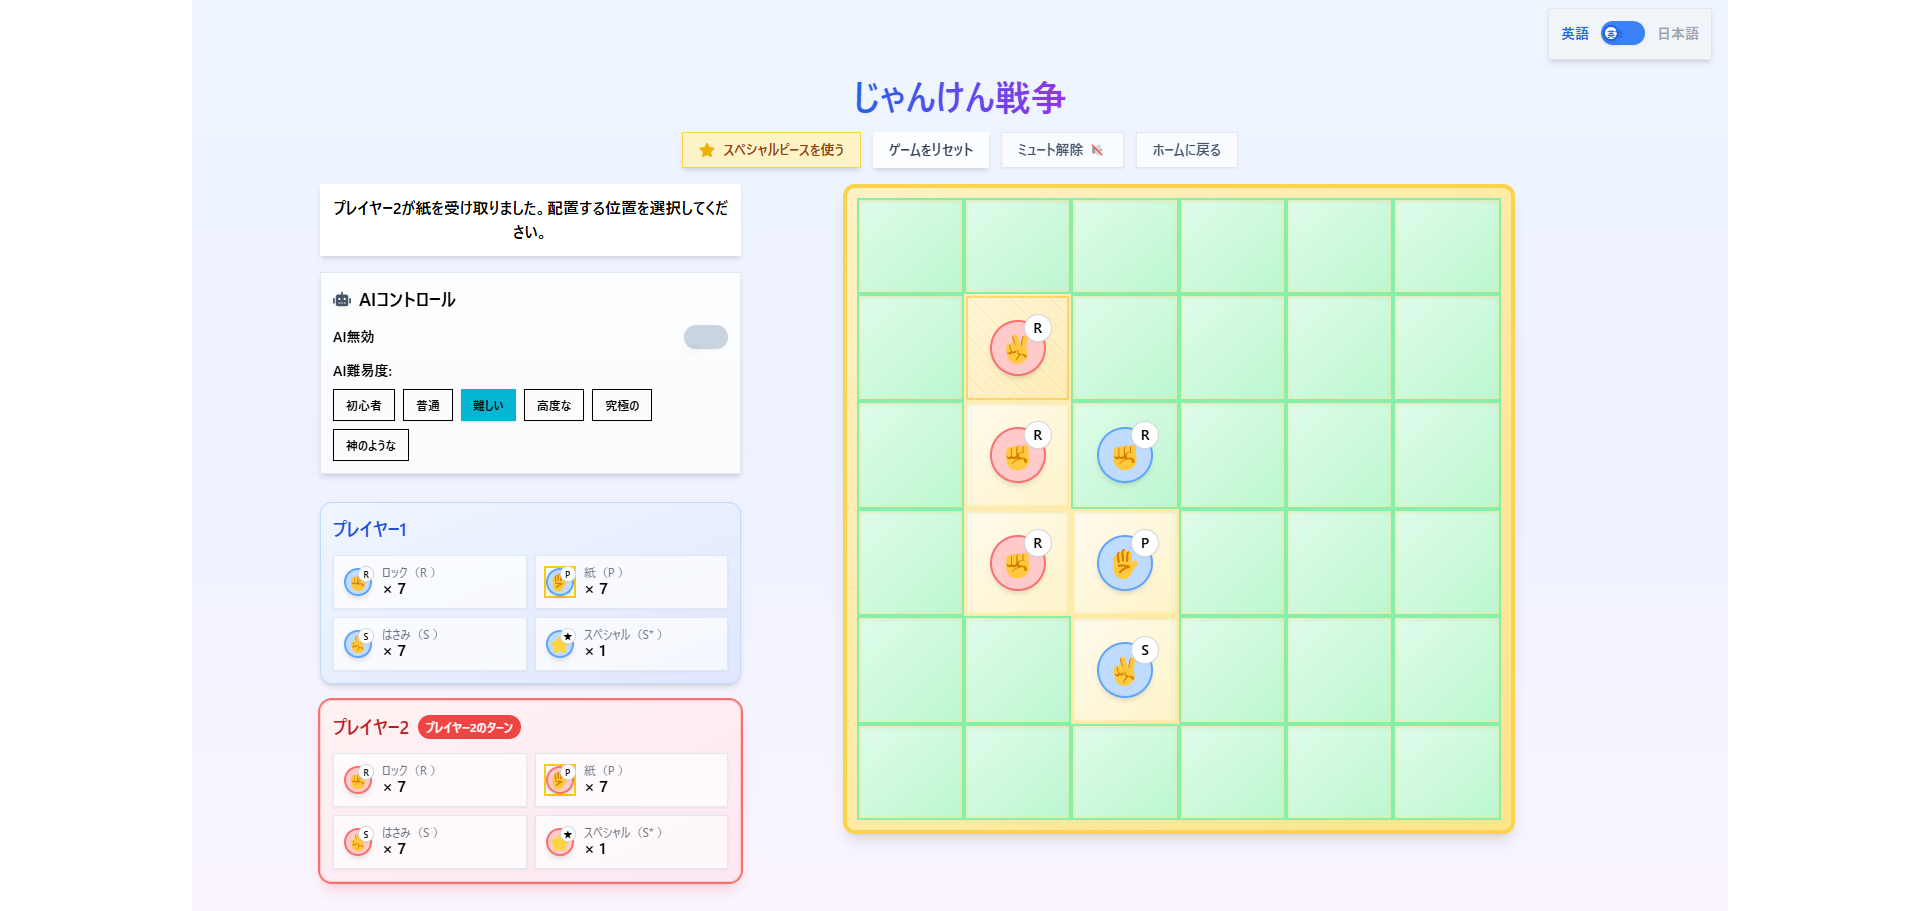 英語 英 日本語
じゃんけん戦争
スペシャルピースを使う ゲームをリセット ミュート解除 ホームに戻る
プレイヤー2が紙を受け取りました。配置する位置を選択してくだ
さい。
AIコントロール
AI無効
AI難易度:
初心者 普通 難しい 高度な 究極の
神のような
プレイヤー1
R ロック（R ）
× 7
P 紙（P ）
× 7
S はさみ（S ）
× 7
★ スペシャル（S* ）
× 1
プレイヤー2 プレイヤー2のターン
R ロック（R ）
× 7
P 紙（P ）
× 7
S はさみ（S ）
× 7
★ スペシャル（S* ）
× 1
R
R R
R P
S